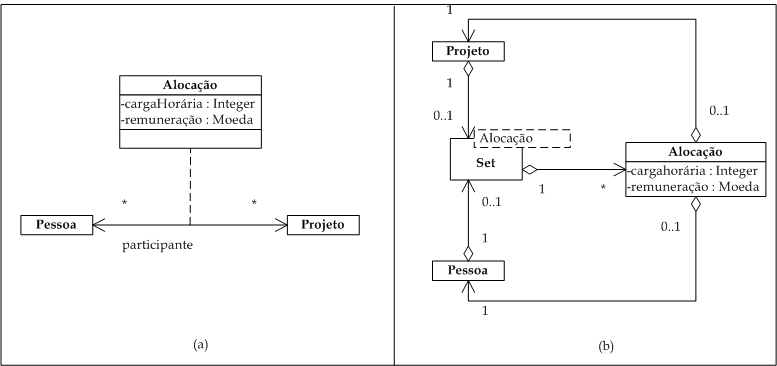 Alocação
-cargaHorária : Integer
-remuneração : Moeda
*
*
Pessoa
Projeto
participante
(a)
1
Projeto
1
0..1
0..1
Alocação
Set
Alocação
-cargahorária : Integer
-remuneração : Moeda
1
*
0..1
0..1
1
Pessoa
1
(b)